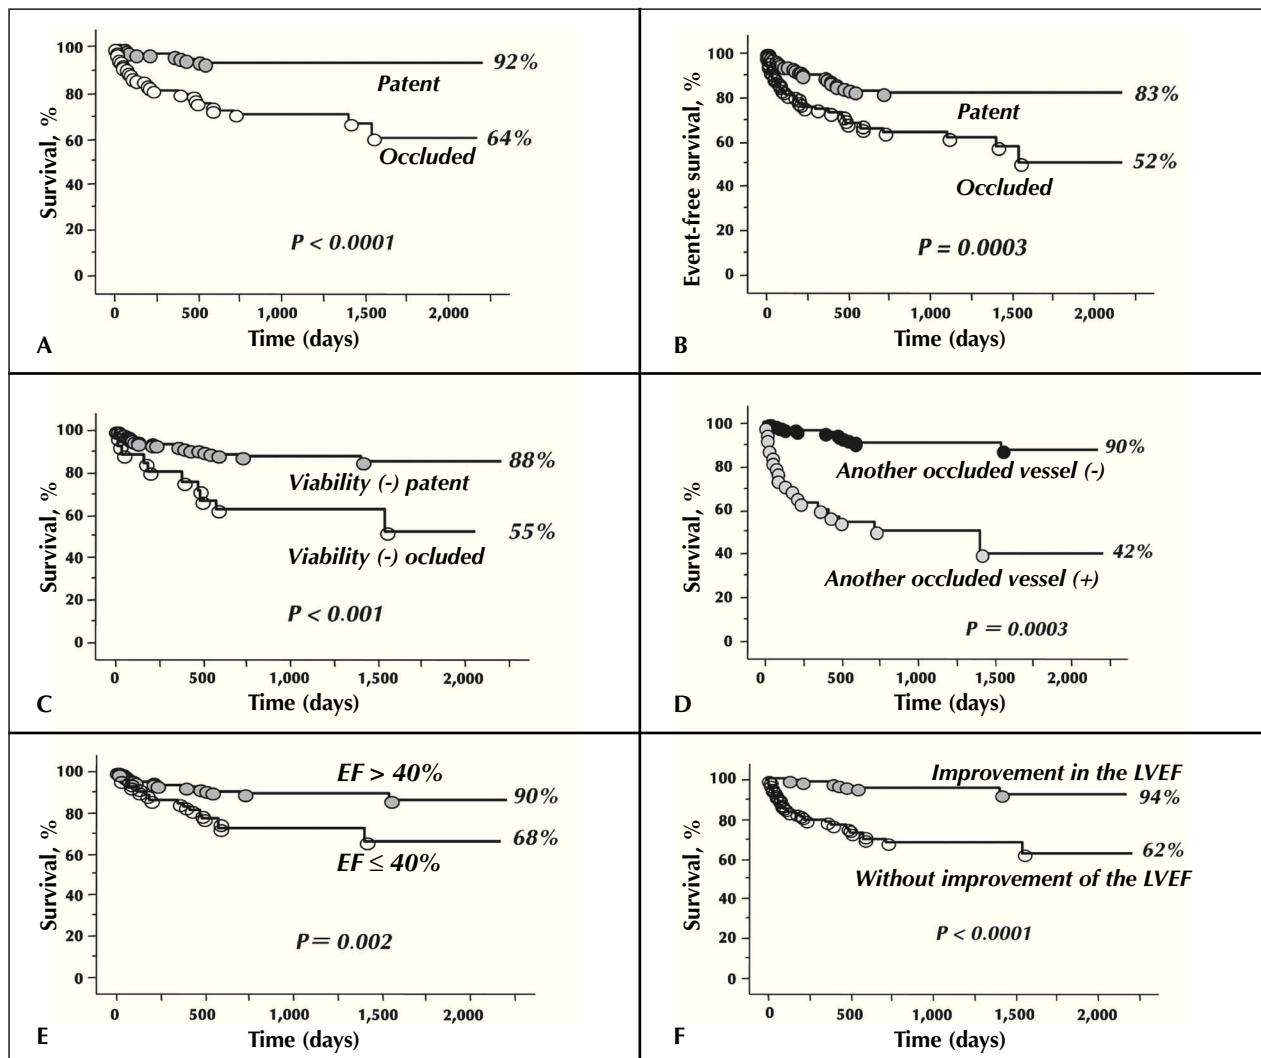 100
80
60
40
20
0
Survival, %
92%
Patent
64%
Occluded
P < 0.0001
0 500 1,000 1,500 2,000
Time (days)
A
100
80
60
40
20
0
Event-free survival, %
83%
Patent
52%
Occluded
P = 0.0003
0 500 1,000 1,500 2,000
Time (days)
B
100
80
60
40
20
0
Survival, %
88%
Viability (-) patent
55%
Viability (-) ocluded
P < 0.001
0 500 1,000 1,500 2,000
Time (days)
C
100
80
60
40
20
0
Survival, %
90%
Another occluded vessel (-)
42%
Another occluded vessel (+)
P = 0.0003
0 500 1,000 1,500 2,000
Time (days)
D
100
80
60
40
20
0
Survival, %
EF > 40%
90%
68%
EF ≤ 40%
P = 0.002
0 500 1,000 1,500 2,000
Time (days)
E
100
80
60
40
20
0
Survival, %
Improvement in the LVEF
94%
62%
Without improvement of the LVEF
P < 0.0001
0 500 1,000 1,500 2,000
Time (days)
F